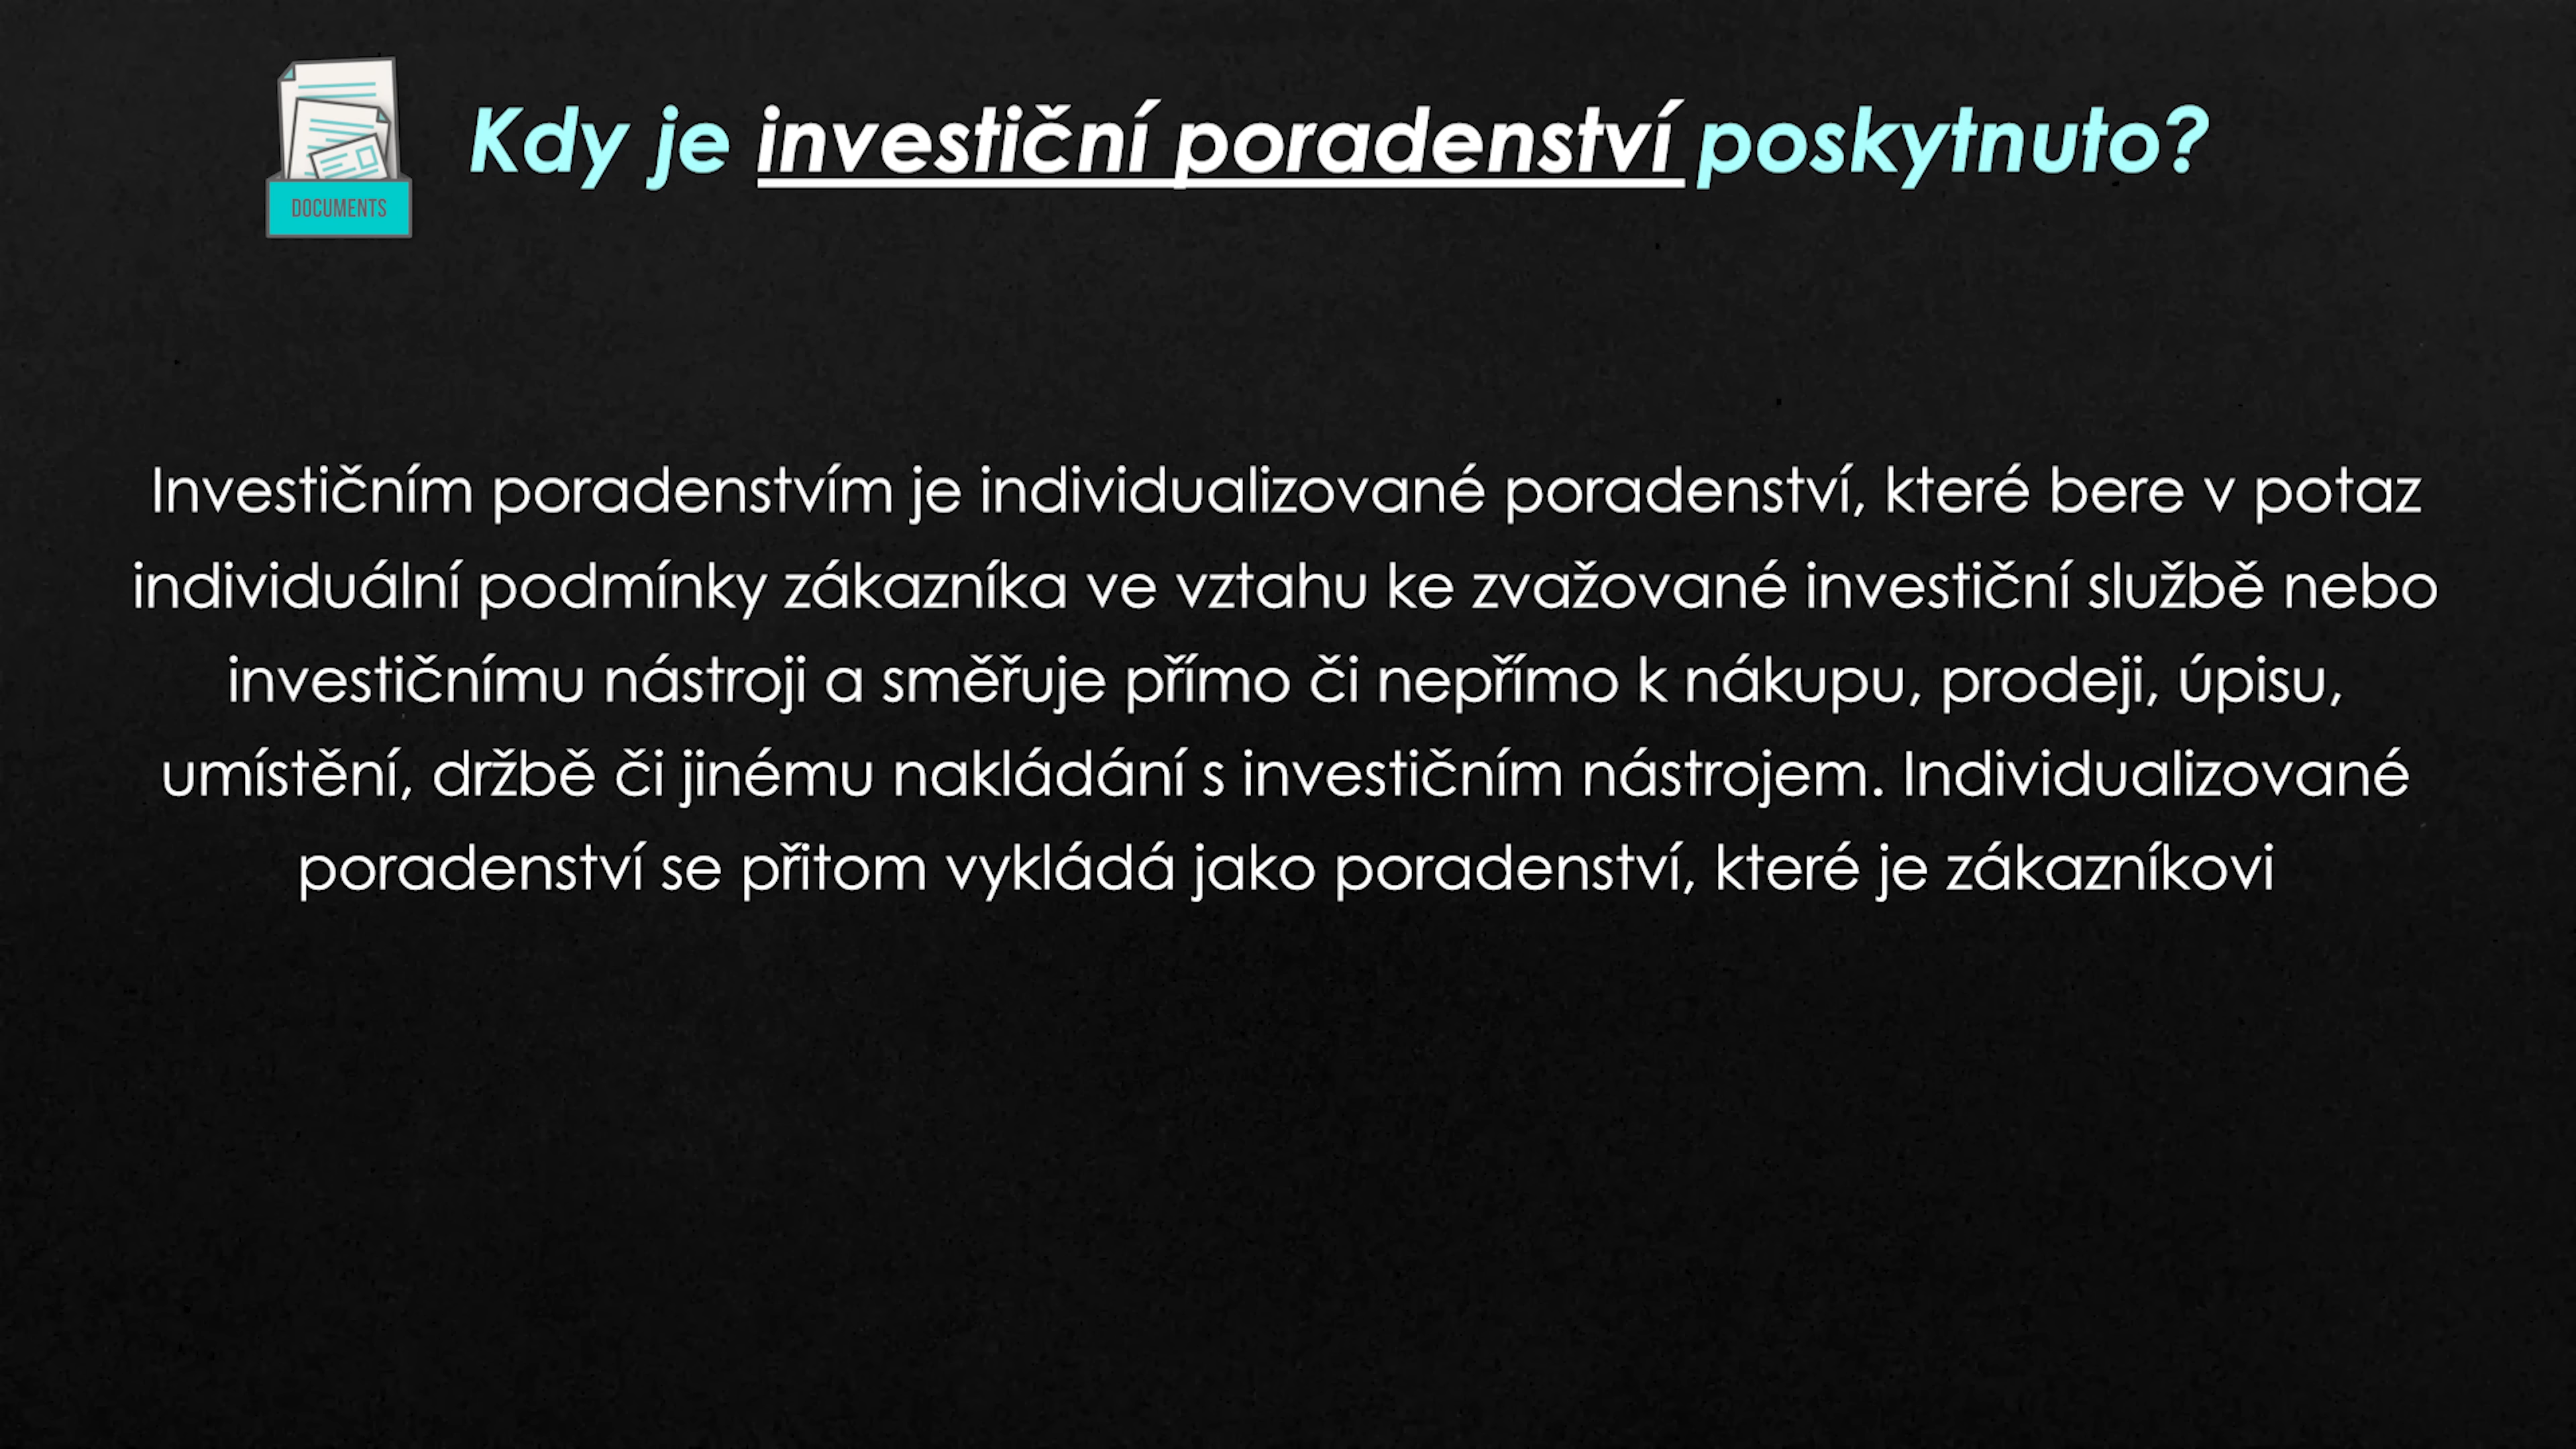 Kdy je investiční poradenství poskytnuto?
DOCUMENTS
Investičním poradenstvím je individualizované poradenství, které bere v potaz
individuální podmínky zákazníka ve vztahu ke zvažované investiční službě nebo
investičnímu nástroji a směřuje přímo či nepřímo k nákupu, prodeji, úpisu,
umístění, držbě či jinému nakládání s investičním nástrojem. Individualizované
poradenství se přitom vykládá jako poradenství, které je zákazníkovi